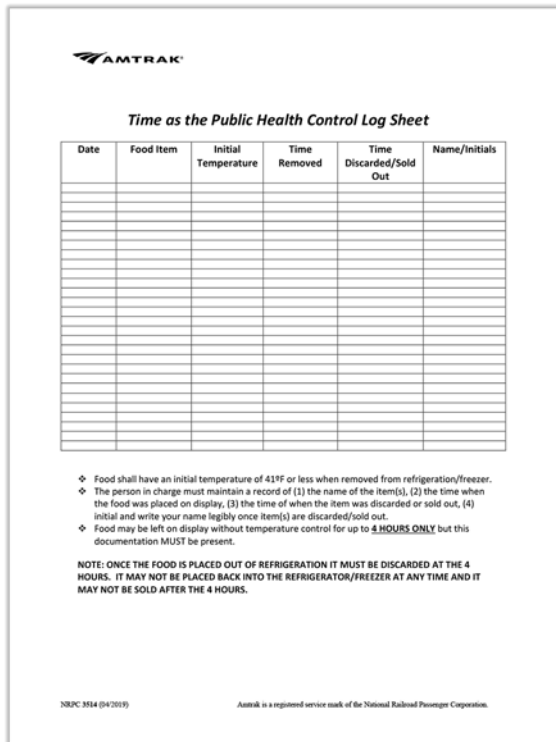 AMTRAK®
Time as the Public Health Control Log Sheet
Date Food Item Initial Time Time Name/Initials
Temperature Removed Discarded/Sold
Out
❖ Food shall have an initial temperature of 41ºF or less when removed from refrigeration/freezer.
❖ The person in charge must maintain a record of (1) the name of the item(s), (2) the time when
the food was placed on display, (3) the time of when the item was discarded or sold out, (4)
initial and write your name legibly once item(s) are discarded/sold out.
❖ Food may be left on display without temperature control for up to 4 HOURS ONLY but this
documentation MUST be present.
NOTE: ONCE THE FOOD IS PLACED OUT OF REFRIGERATION IT MUST BE DISCARDED AT THE 4
HOURS. IT MAY NOT BE PLACED BACK INTO THE REFRIGERATOR/FREEZER AT ANY TIME AND IT
MAY NOT BE SOLD AFTER THE 4 HOURS.
NRPC 3514 (04/2019) Amtrak is a registered service mark of the National Railroad Passenger Corporation.